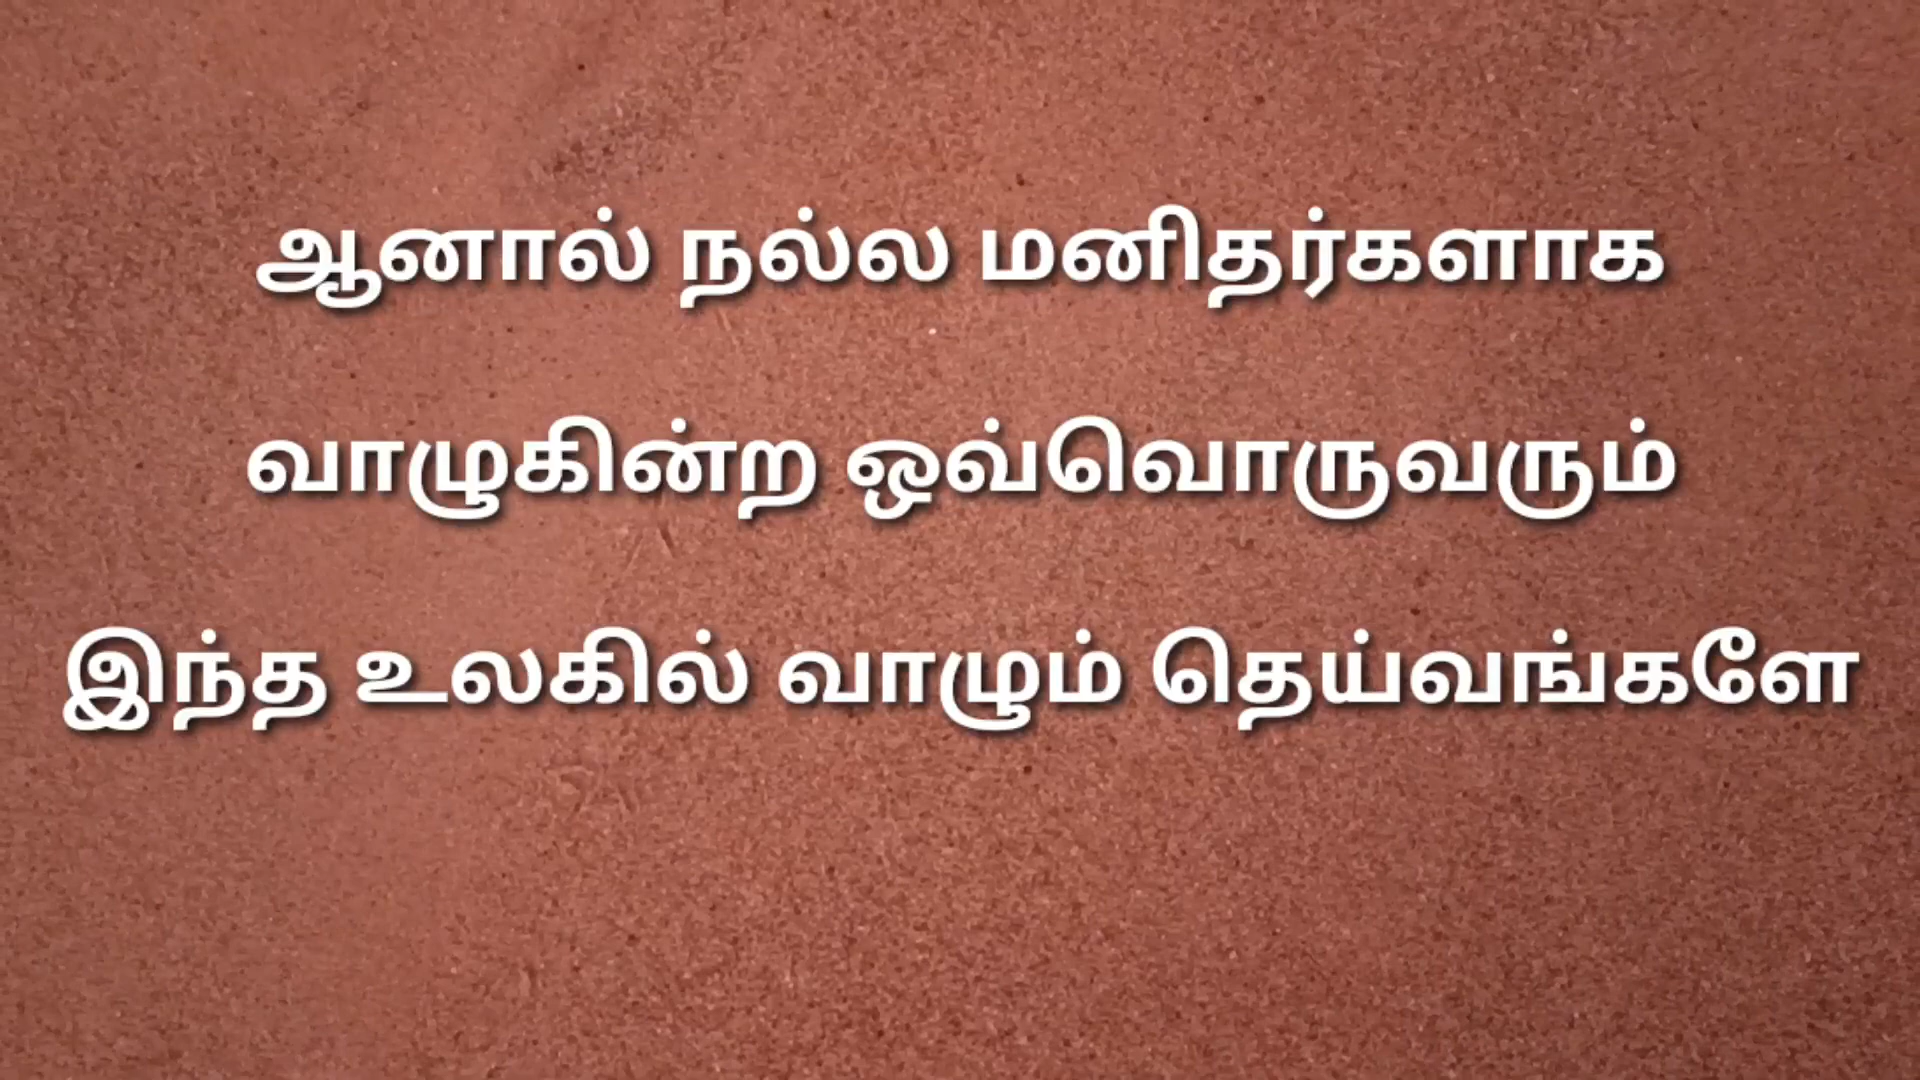 ஆனால் நல்ல மனிதர்களாக
வாழுகின்ற ஒவ்வொருவரும்
இந்த உலகில் வாழும் தெய்வங்களே